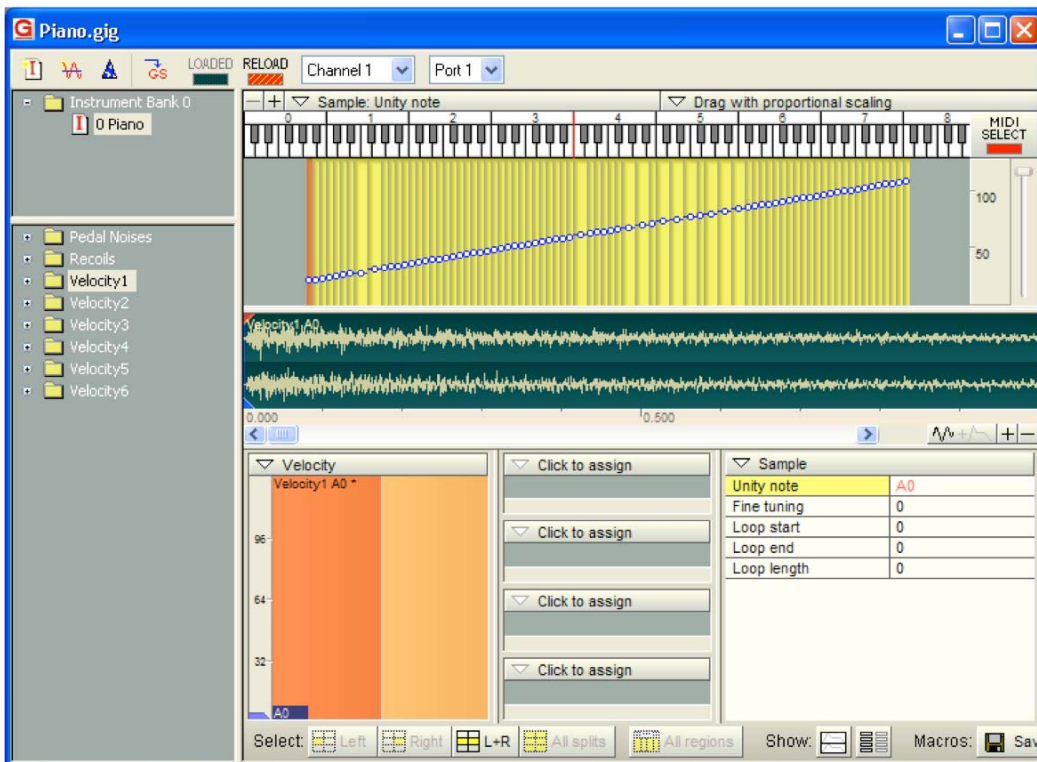 Piano.gig
LOADED RELOAD Channel 1 Port 1
GS
Instrument Bank 0
0 Piano
Sample: Unity note Drag with proportional scaling
0 1 2 3 4 5 6 7 8
MIDI
SELECT
100
50
Pedal Noises
Recoils
Velocity1
Velocity2
Velocity3
Velocity4
Velocity5
Velocity6
Velocity1 A0
0.000 0.500
Velocity
Velocity1 A0 *
96
64
32
A0
Click to assign
Click to assign
Click to assign
Click to assign
Sample
Unity note A0
Fine tuning 0
Loop start 0
Loop end 0
Loop length 0
Select: Left Right L+R All splits All regions Show: Macros: Sav